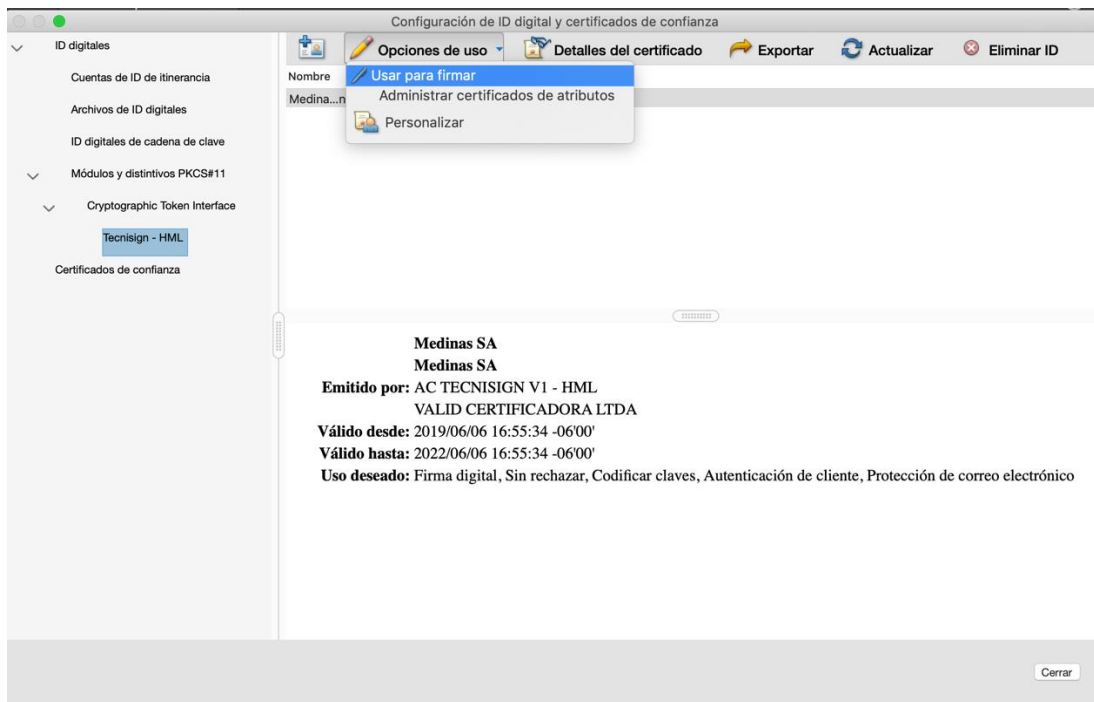 Configuración de ID digital y certificados de confianza
ID digitales
Cuentas de ID de itinerancia
Archivos de ID digitales
ID digitales de cadena de clave
Módulos y distintivos PKCS#11
Cryptographic Token Interface
Tecnisign - HML
Certificados de confianza
Opciones de uso Detalles del certificado Exportar Actualizar Eliminar ID
Nombre
Medina...n
Usar para firmar
Administrar certificados de atributos
Personalizar
Medinas SA
Medinas SA
Emitido por: AC TECNISIGN V1 - HML
VALID CERTIFICADORA LTDA
Válido desde: 2019/06/06 16:55:34 -06'00'
Válido hasta: 2022/06/06 16:55:34 -06'00'
Uso deseado: Firma digital, Sin rechazar, Codificar claves, Autenticación de cliente, Protección de correo electrónico
Cerrar